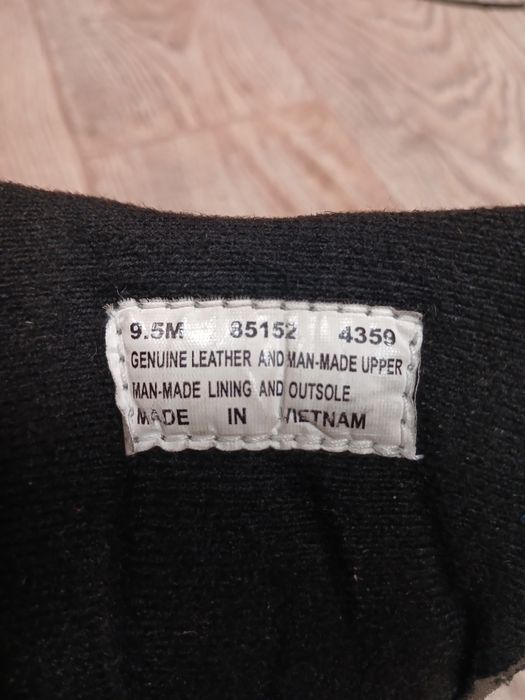 9.5M 85152 4359
GENUINE LEATHER AND MAN-MADE UPPER
MAN-MADE LINING AND OUTSOLE
MADE IN VIETNAM